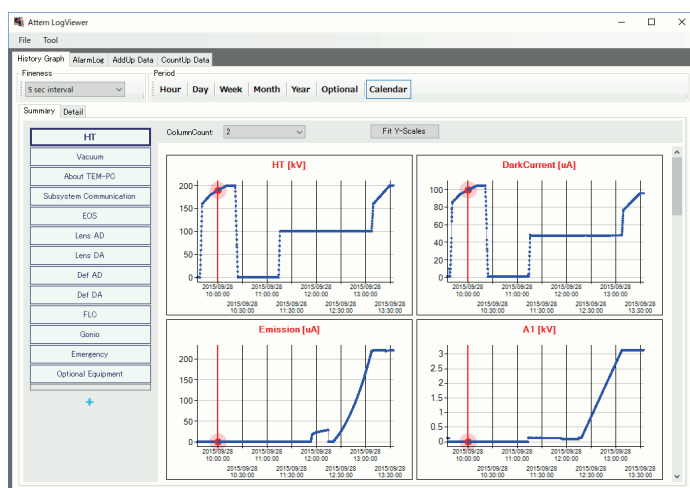 Attem LogViewer
File Tool
History Graph AlarmLog AddUp Data CountUp Data
Fineness Period
5 sec interval Hour Day Week Month Year Optional Calendar
Summary Detail
HT ColumnCount: 2 Fit Y-Scales
Vacuum
About TEM-PC
Subsystem Communication
EOS
Lens AD
Lens DA
Def AD
Def DA
FLC
Gonio
Emergency
Optional Equipment
+
HT [kV]
200
150
100
50
0
2015/09/28 2015/09/28 2015/09/28 2015/09/28
10:00:00 11:00:00 12:00:00 13:00:00
2015/09/28 2015/09/28 2015/09/28 2015/09/28
10:30:00 11:30:00 12:30:00 13:30:00
DarkCurrent [uA]
100
80
60
40
20
0
2015/09/28 2015/09/28 2015/09/28 2015/09/28
10:00:00 11:00:00 12:00:00 13:00:00
2015/09/28 2015/09/28 2015/09/28 2015/09/28
10:30:00 11:30:00 12:30:00 13:30:00
Emission [uA]
200
150
100
50
0
2015/09/28 2015/09/28 2015/09/28 2015/09/28
10:00:00 11:00:00 12:00:00 13:00:00
2015/09/28 2015/09/28 2015/09/28 2015/09/28
10:30:00 11:30:00 12:30:00 13:30:00
A1 [kV]
3
2.5
2
1.5
1
0.5
0
2015/09/28 2015/09/28 2015/09/28 2015/09/28
10:00:00 11:00:00 12:00:00 13:00:00
2015/09/28 2015/09/28 2015/09/28 2015/09/28
10:30:00 11:30:00 12:30:00 13:30:00